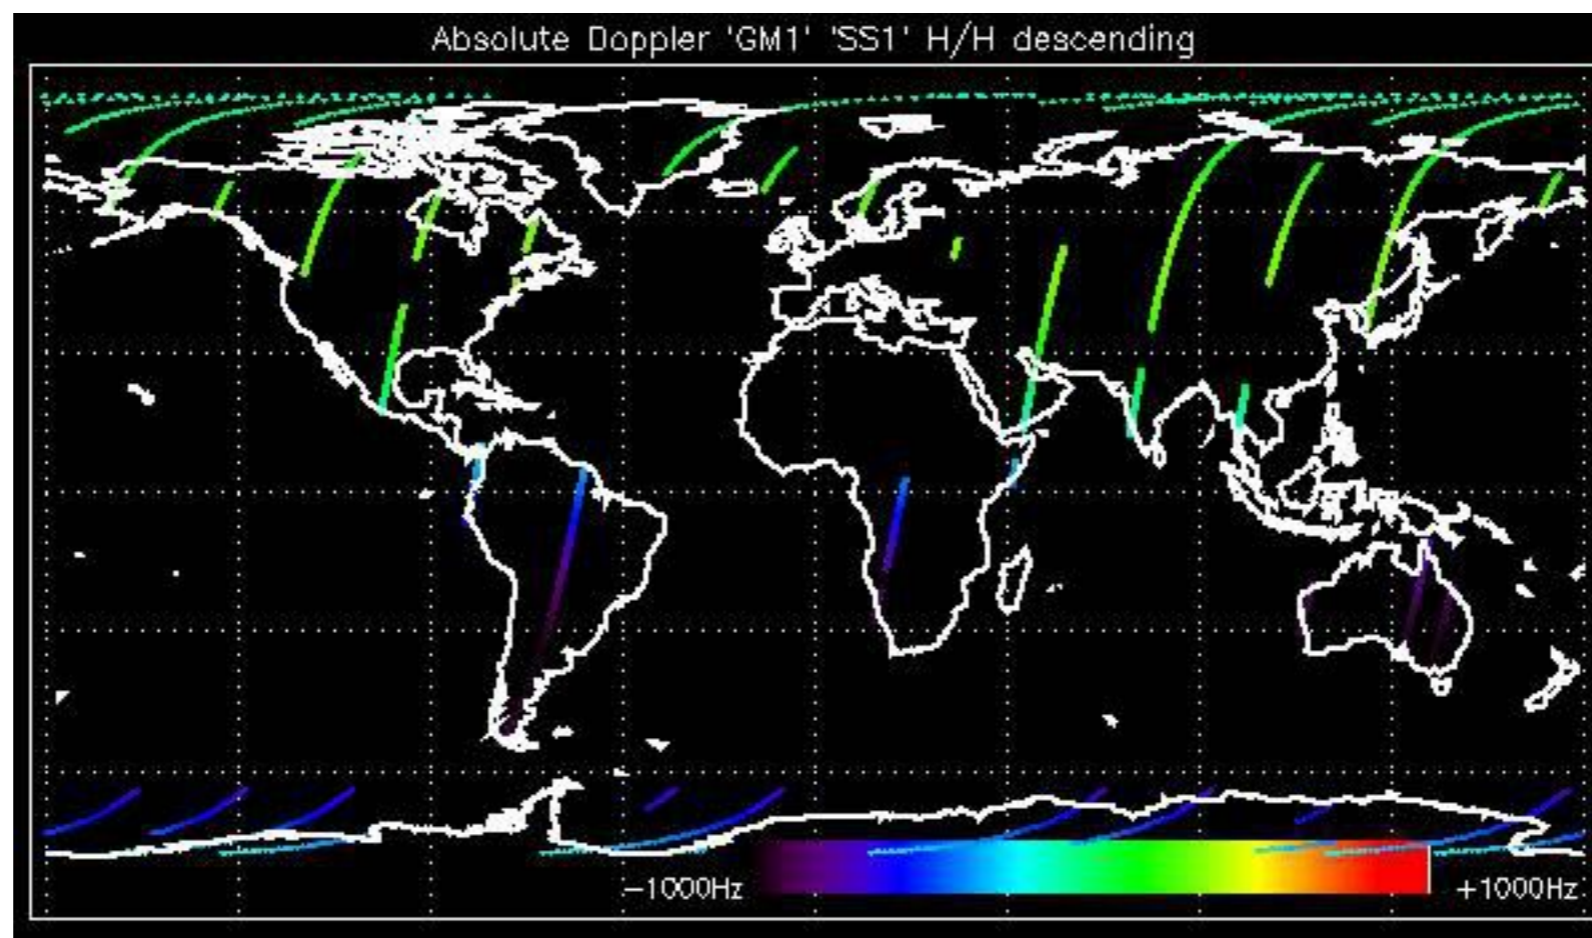 Absolute Doppler 'GM1' 'SS1' H/H descending
−1000Hz
+1000Hz